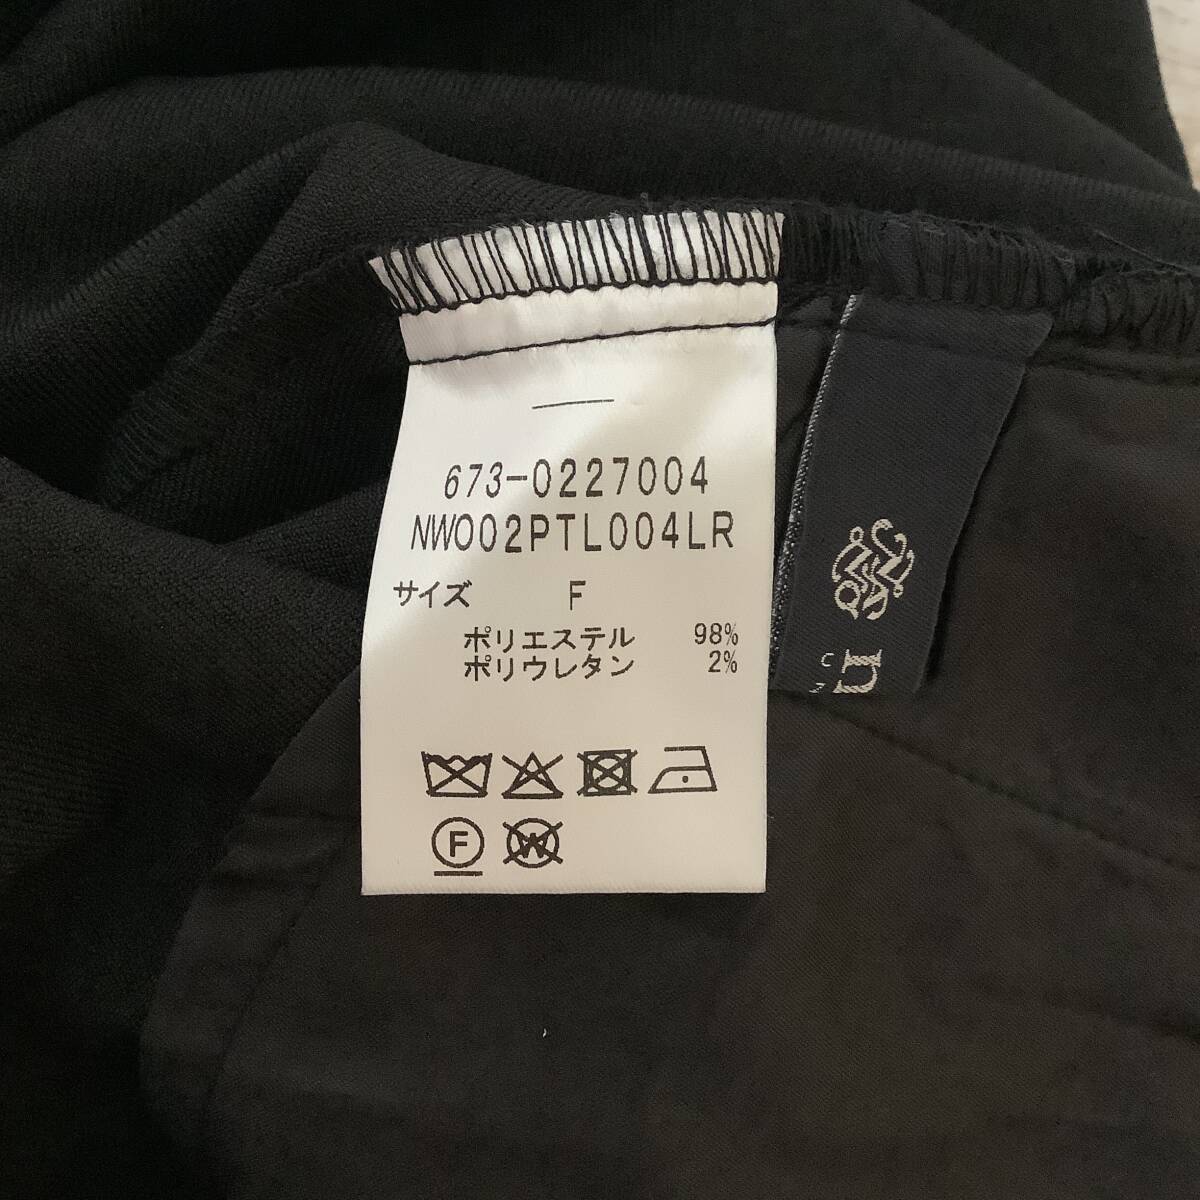 673-0227004
NW002PTL004LR
サイズ F
ポリエステル 98%
ポリウレタン 2%
F
W